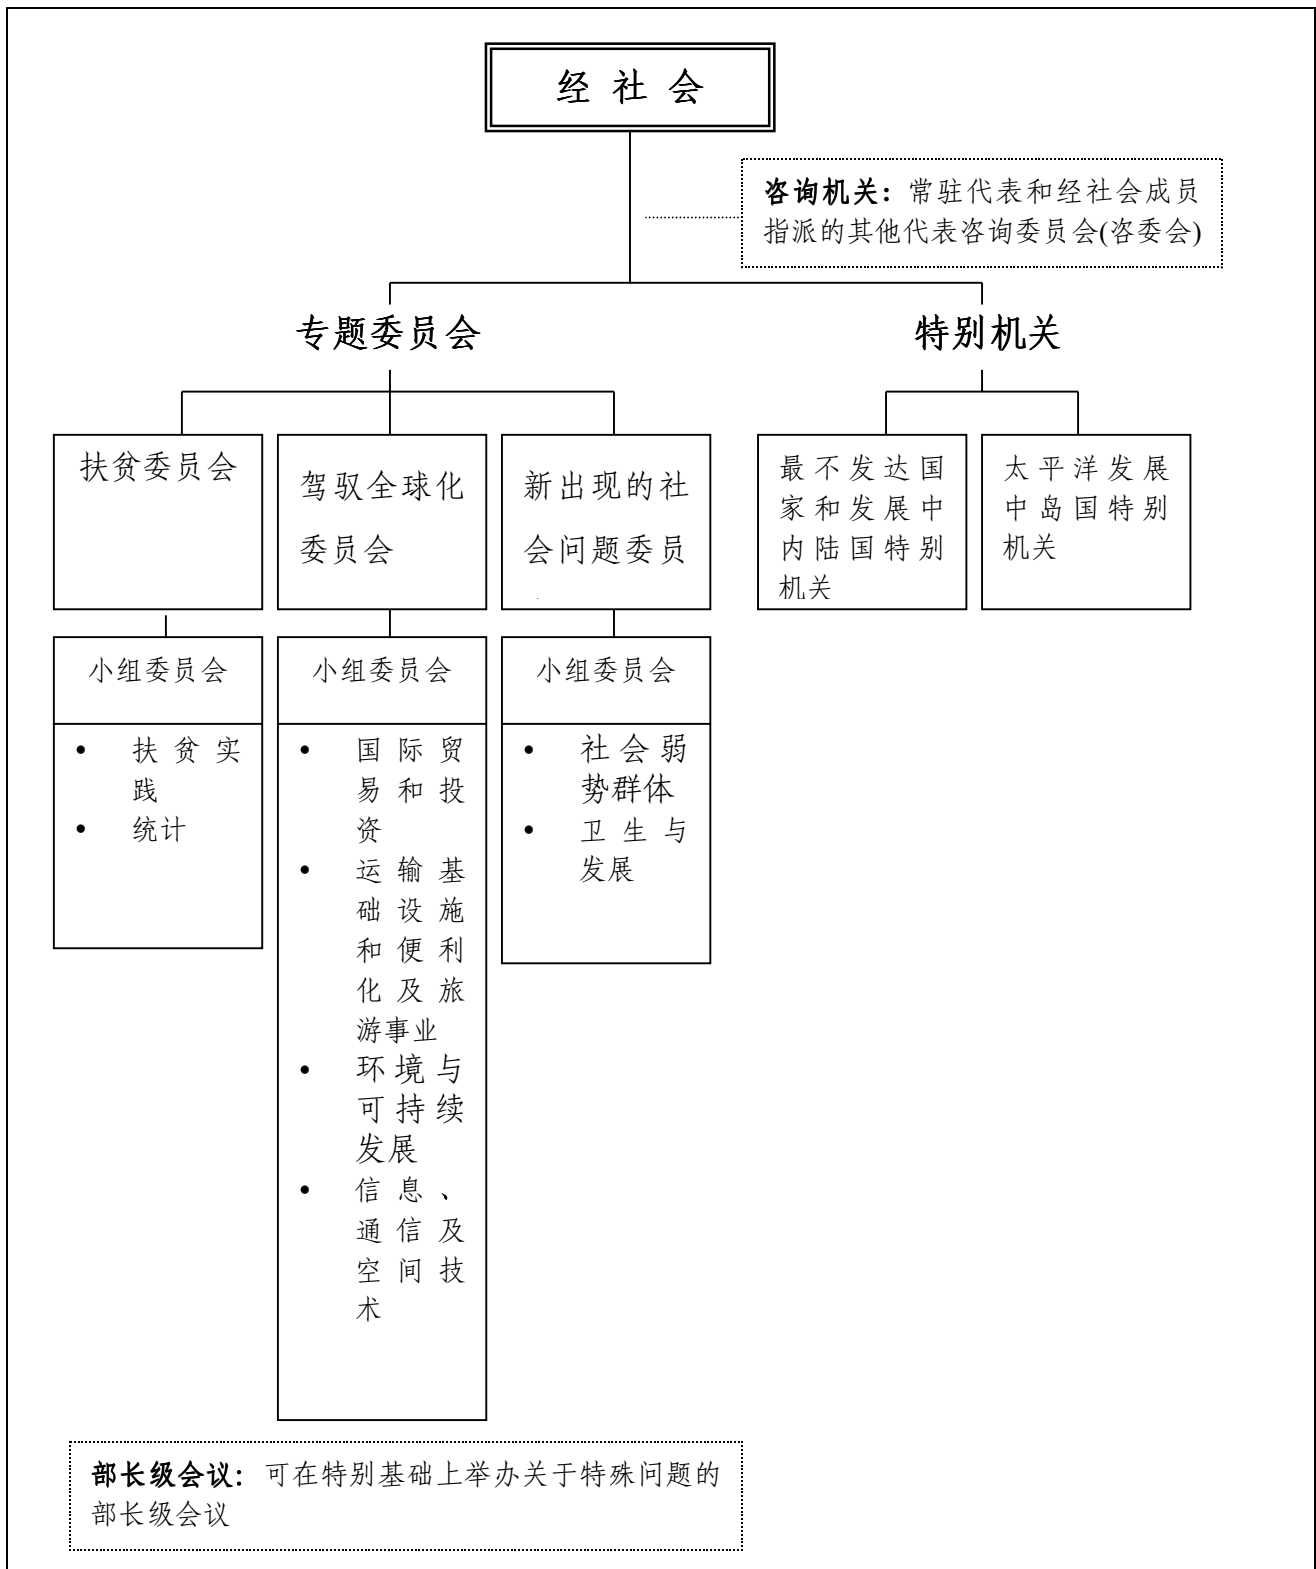 经 社 会
咨询机关：常驻代表和经社会成员
指派的其他代表咨询委员会(咨委会)
专题委员会
特别机关
扶贫委员会
驾驭全球化
委员会
新出现的社
会问题委员
最不发达国
家和发展中
内陆国特别
机关
太平洋发展
中岛国特别
机关
小组委员会
• 扶贫实
践
• 统计
小组委员会
• 国际贸
易和投
资
• 运输基
础设施
和便利
化及旅
游事业
• 环境与
可持续
发展
• 信息、
通信及
空间技
术
小组委员会
• 社会弱
势群体
• 卫生与
发展
部长级会议：可在特别基础上举办关于特殊问题的
部长级会议